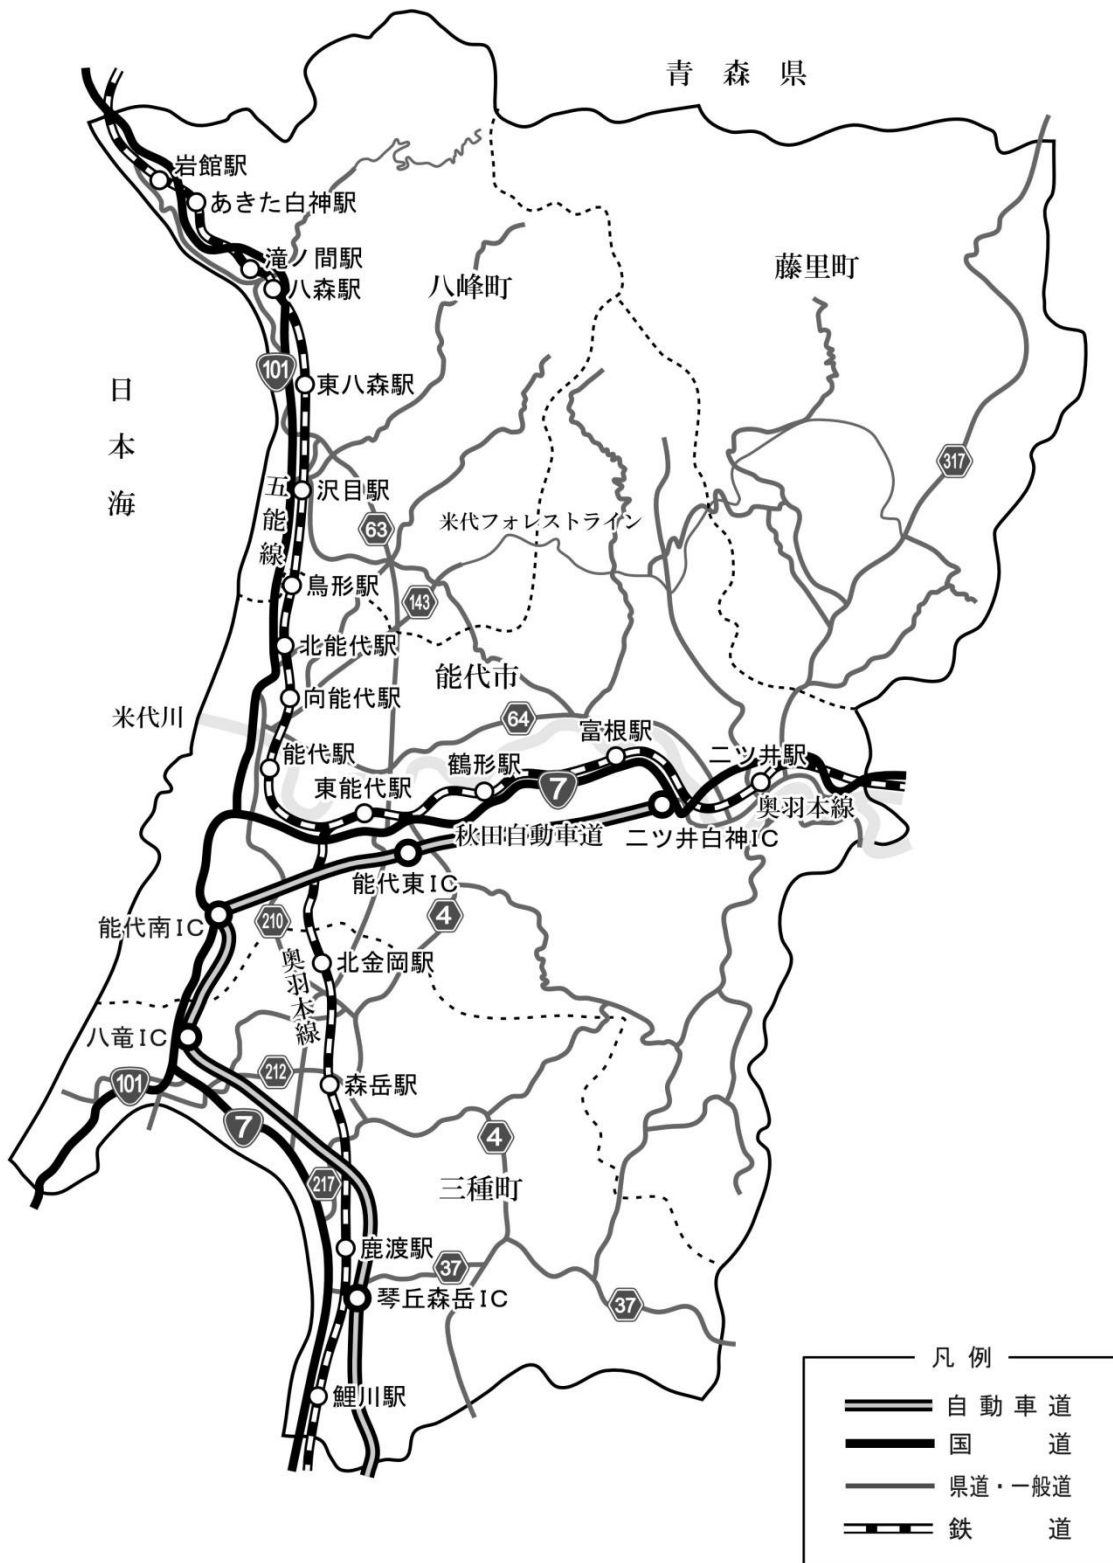 青森県
岩館駅
あきた白神駅
滝ノ間駅
八森駅
八峰町
藤里町
101
東八森駅
日本海
317
沢目駅
五能線
63
米代フォレストライン
鳥形駅
143
北能代駅
能代市
向能代駅
米代川
64
富根駅
能代駅
鶴形駅
二ツ井駅
東能代駅
7
奥羽本線
秋田自動車道
二ツ井白神IC
能代東IC
能代南IC
210
4
北金岡駅
奥羽本線
八竜IC
101
212
森岳駅
7
4
217
三種町
鹿渡駅
37
琴丘森岳IC
37
鯉川駅
凡例
自動車道
国道
県道・一般道
鉄道